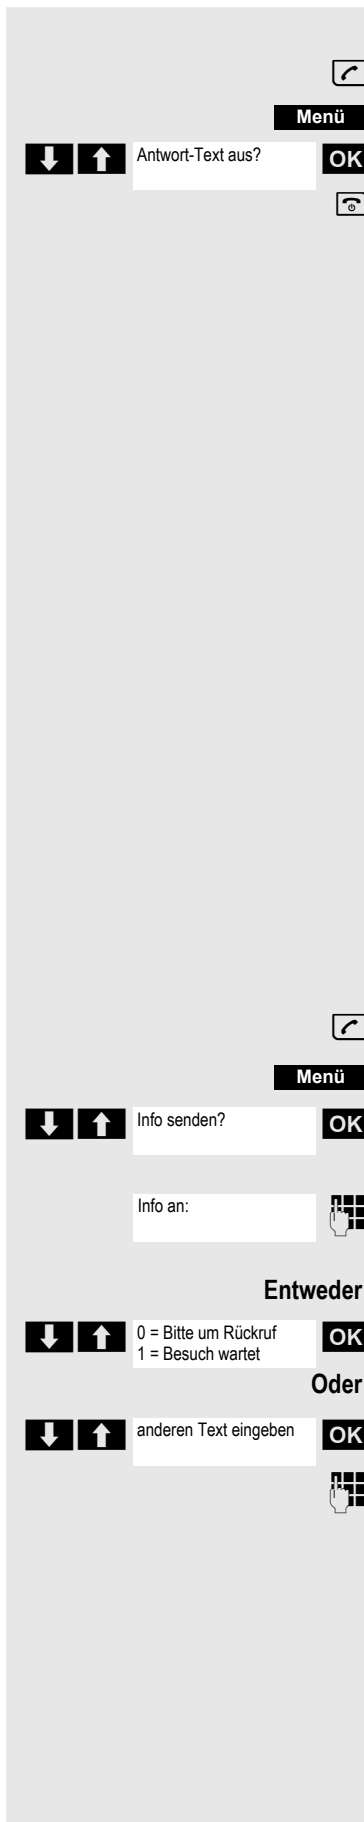 Menü
Antwort-Text aus? OK
Menü
Info senden? OK
Info an:
Entweder
0 = Bitte um Rückruf OK
1 = Besuch wartet
Oder
anderen Text eingeben OK